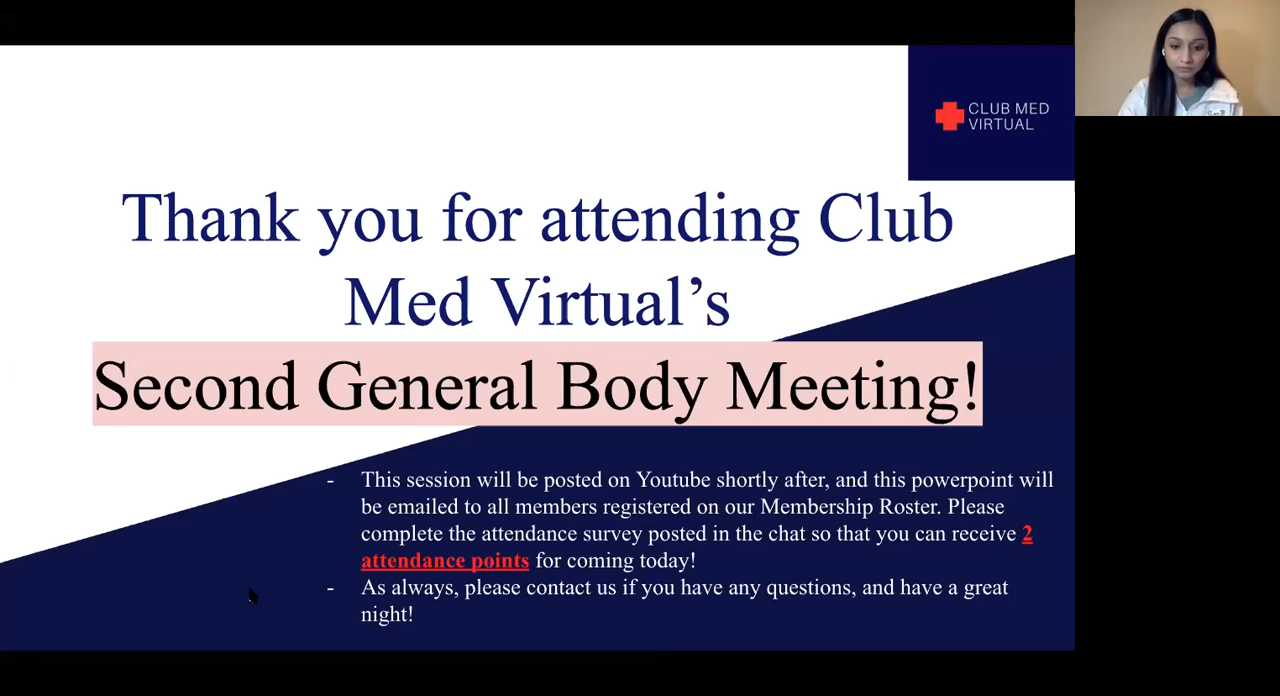 CLUB MED
VIRTUAL
Thank you for attending Club
Med Virtual’s
Second General Body Meeting!
- This session will be posted on Youtube shortly after, and this powerpoint will
be emailed to all members registered on our Membership Roster. Please
complete the attendance survey posted in the chat so that you can receive 2
attendance points for coming today!
- As always, please contact us if you have any questions, and have a great
night!